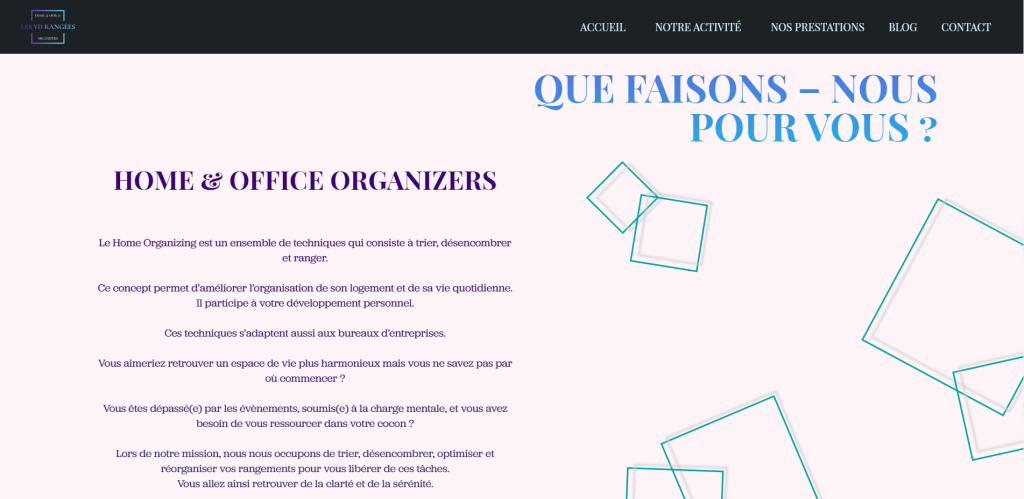 HOME & OFFICE
RANGÉES
ORGANIZERS
ACCUEIL
NOTRE ACTIVITÉ
NOS PRESTATIONS
BLOG
CONTACT
QUE FAISONS – NOUS
POUR VOUS ?
HOME & OFFICE ORGANIZERS
Le Home Organizing est un ensemble de techniques qui consiste à trier, désencombrer
et ranger.
Ce concept permet d’améliorer l’organisation de son logement et de sa vie quotidienne.
Il participe à votre développement personnel.
Ces techniques s’adaptent aussi aux bureaux d’entreprises.
Vous aimeriez retrouver un espace de vie plus harmonieux mais vous ne savez pas par
où commencer ?
Vous êtes dépassé(e) par les évènements, soumis(e) à la charge mentale, et vous avez
besoin de vous ressourcer dans votre cocon ?
Lors de notre mission, nous nous occupons de trier, désencombrer, optimiser et
réorganiser vos rangements pour vous libérer de ces tâches.
Vous allez ainsi retrouver de la clarté et de la sérénité.